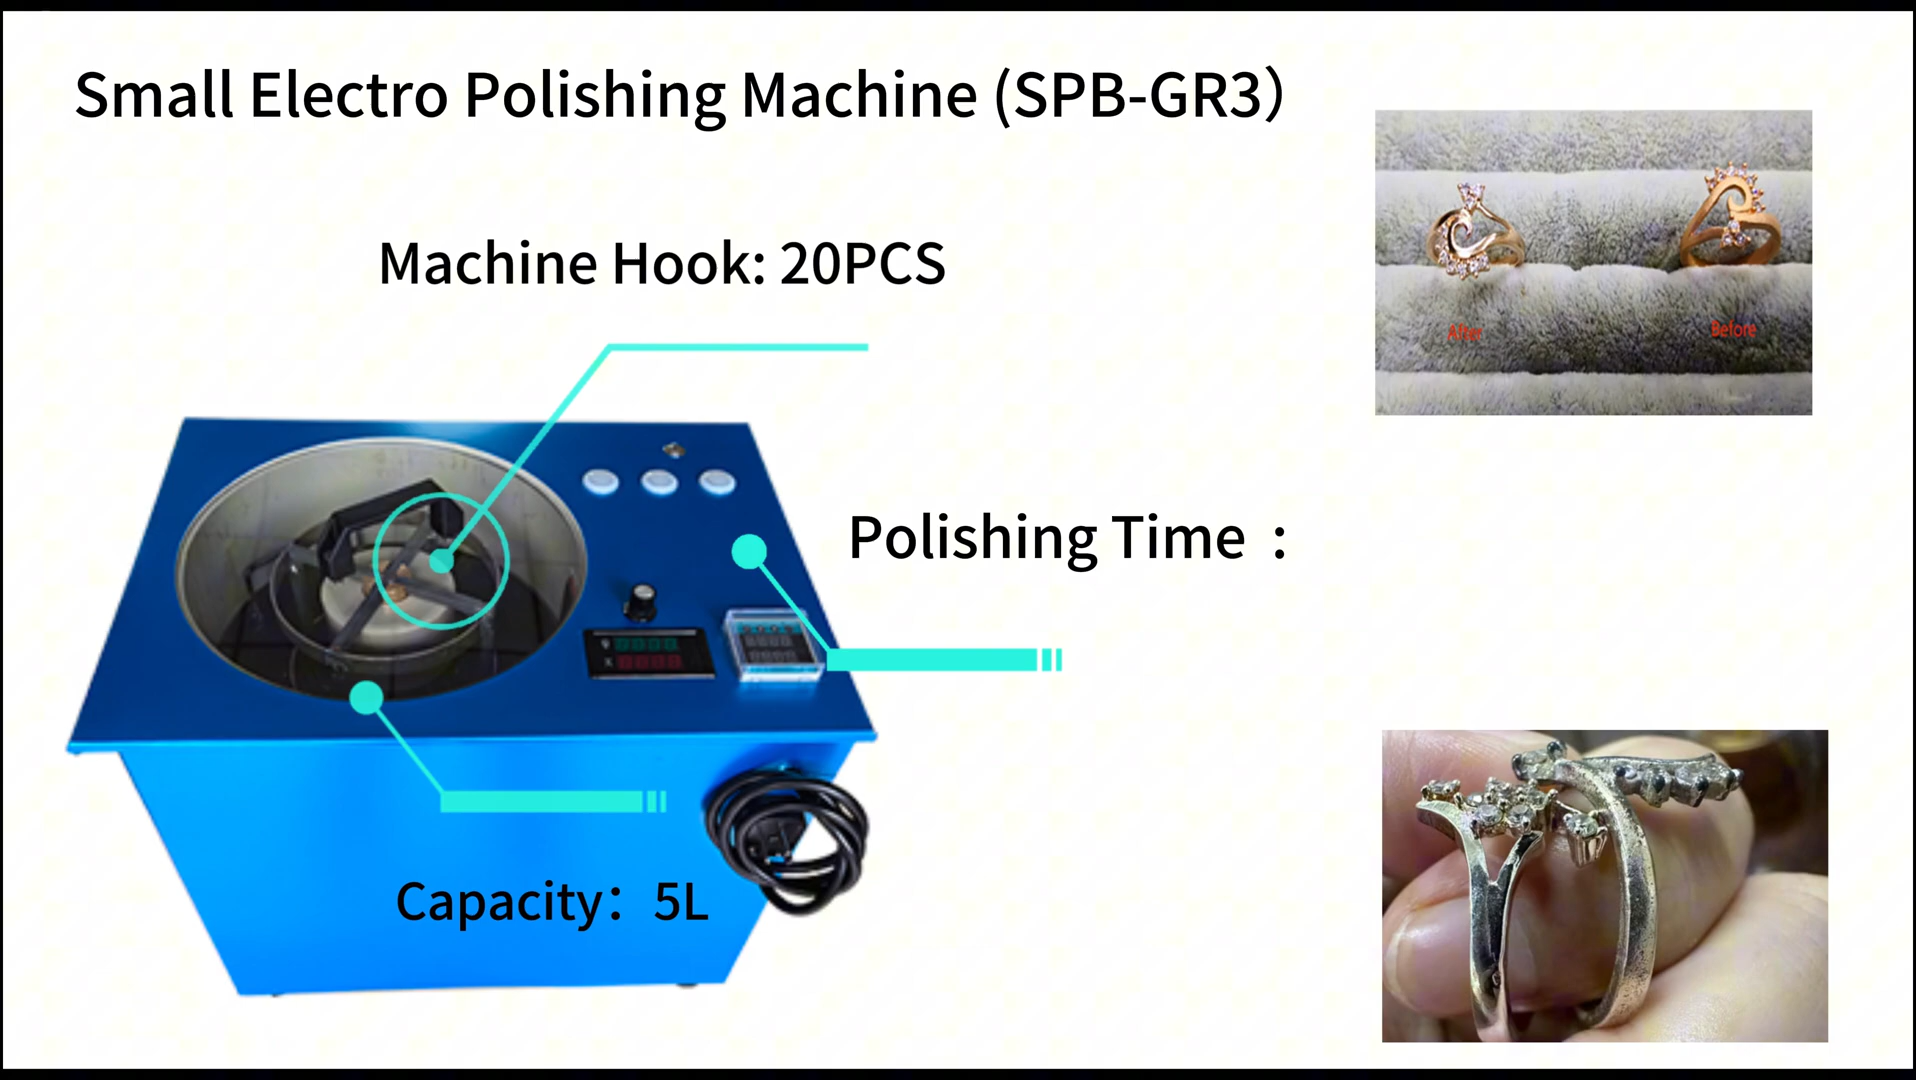 Small Electro Polishing Machine (SPB-GR3）
Machine Hook: 20PCS
After
Before
Polishing Time ：
Capacity： 5L